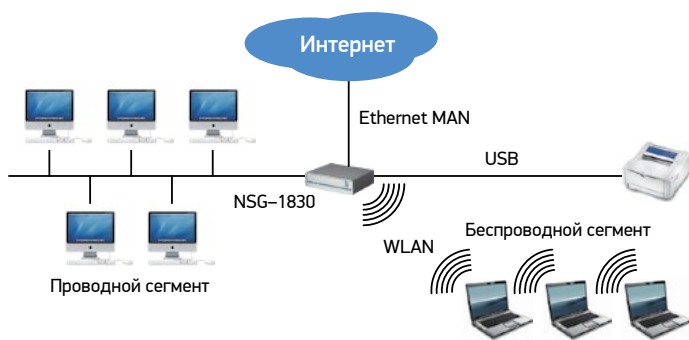 Интернет
Ethernet MAN
USB
NSG–1830
WLAN
Беспроводной сегмент
Проводной сегмент